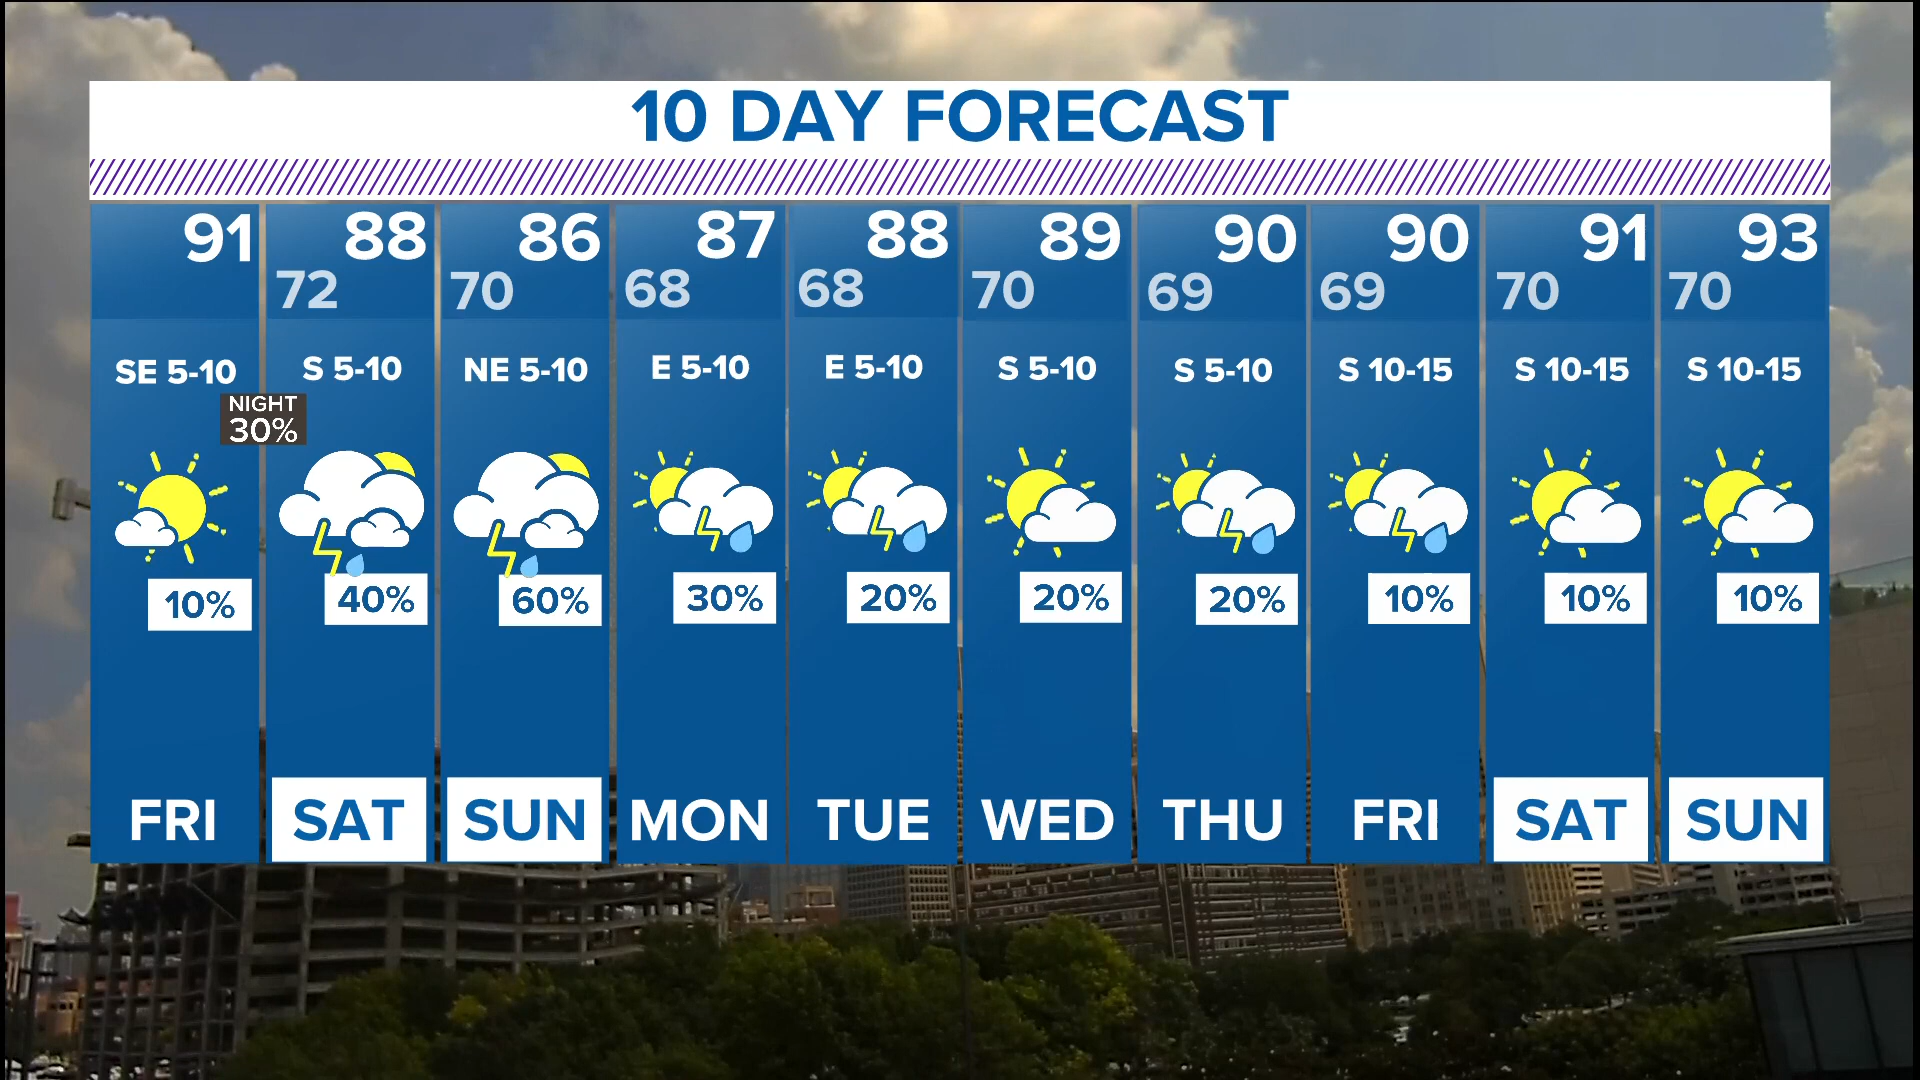 10 DAY FORECAST
91 88 86 87 88 89 90 90 91 93
72 70 68 68 70 69 69 70 70
SE 5-10 S 5-10 NE 5-10 E 5-10 E 5-10 S 5-10 S 5-10 S 10-15 S 10-15 S 10-15
NIGHT
30%
10% 40% 60% 30% 20% 20% 20% 10% 10% 10%
FRI SAT SUN MON TUE WED THU FRI SAT SUN